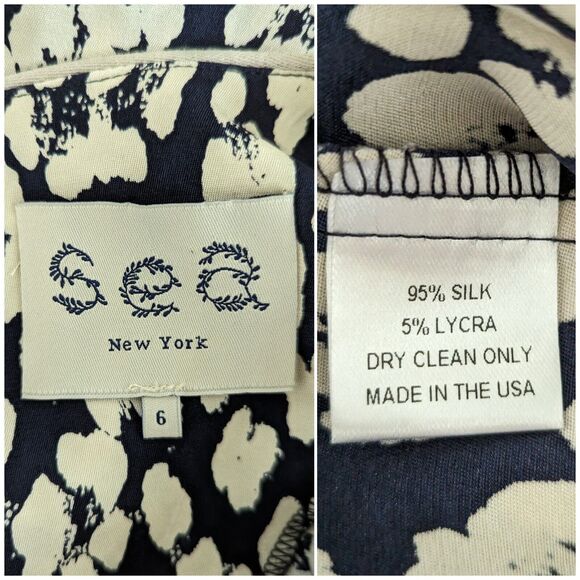 sea
New York
6
95% SILK
5% LYCRA
DRY CLEAN ONLY
MADE IN THE USA